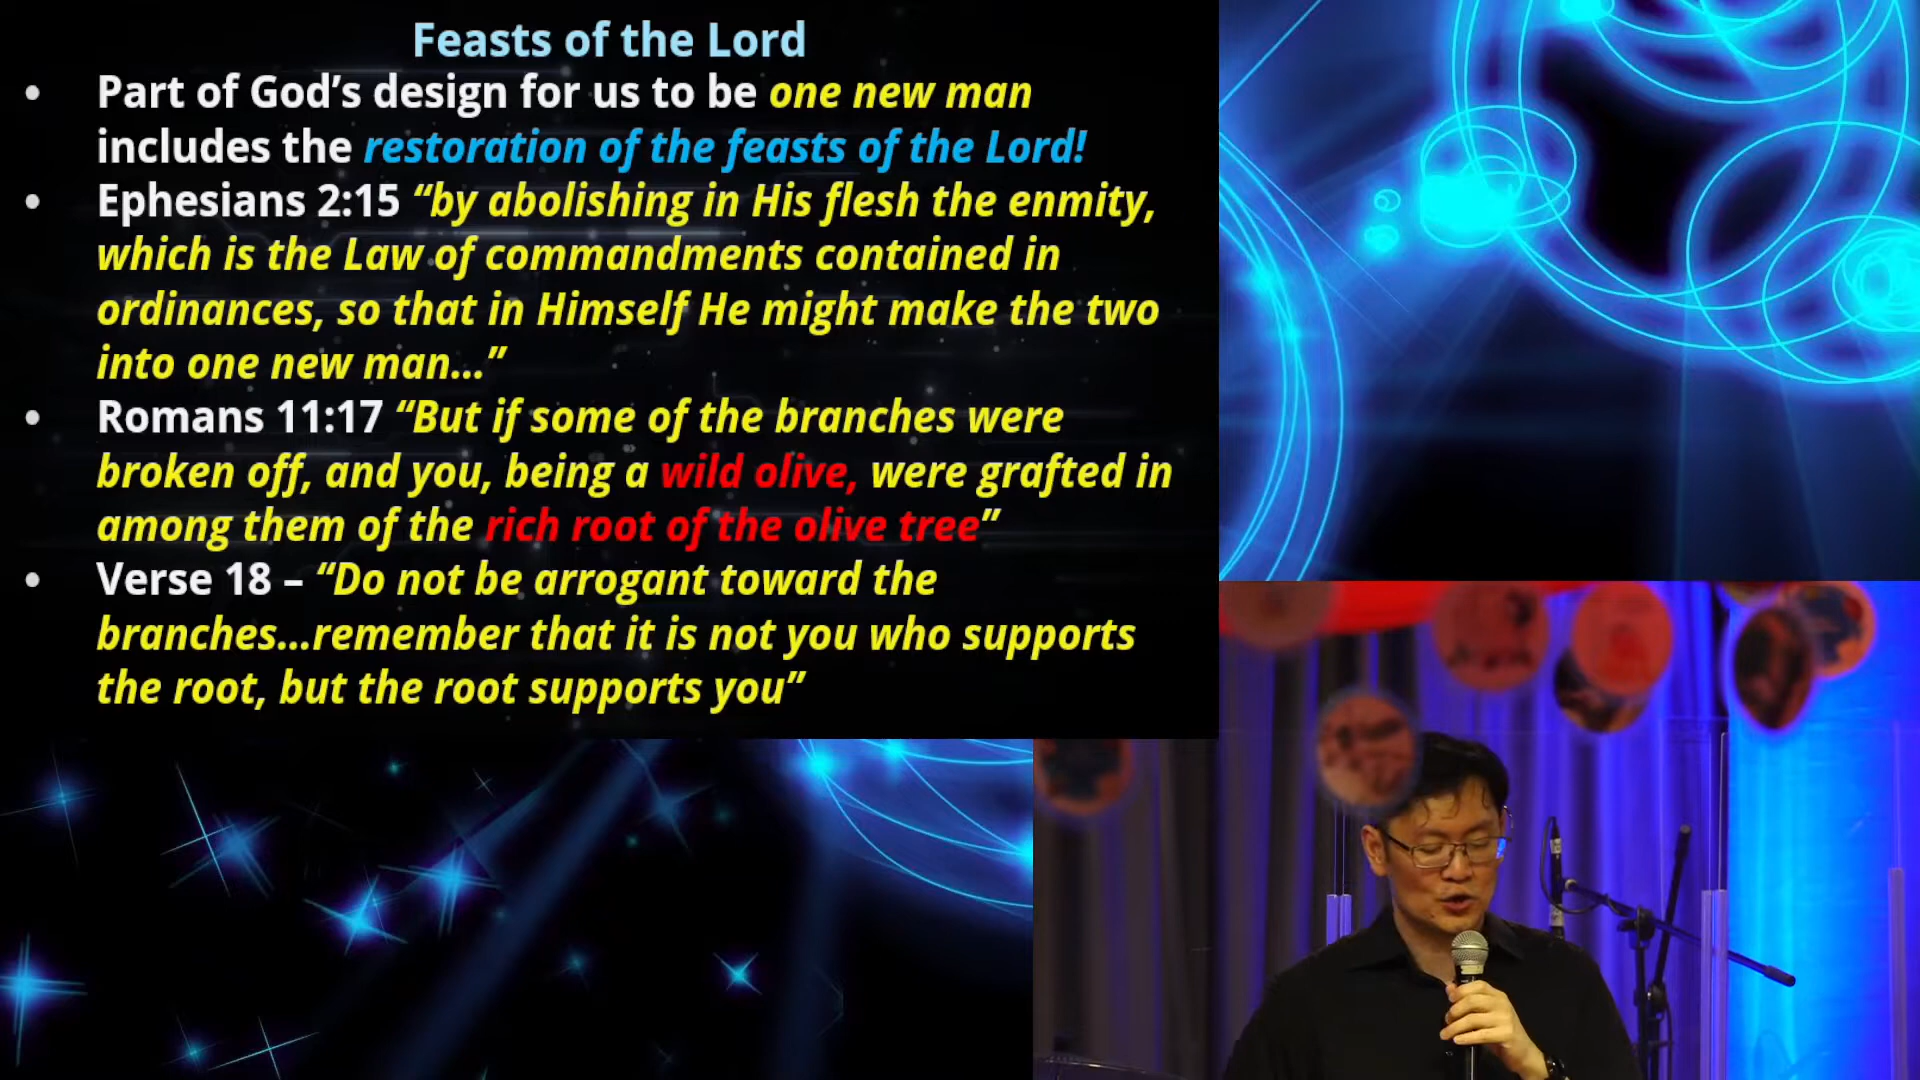 Feasts of the Lord
• Part of God’s design for us to be one new man
includes the restoration of the feasts of the Lord!
• Ephesians 2:15 “by abolishing in His flesh the enmity,
which is the Law of commandments contained in
ordinances, so that in Himself He might make the two
into one new man…”
• Romans 11:17 “But if some of the branches were
broken off, and you, being a wild olive, were grafted in
among them of the rich root of the olive tree”
• Verse 18 – “Do not be arrogant toward the
branches…remember that it is not you who supports
the root, but the root supports you”